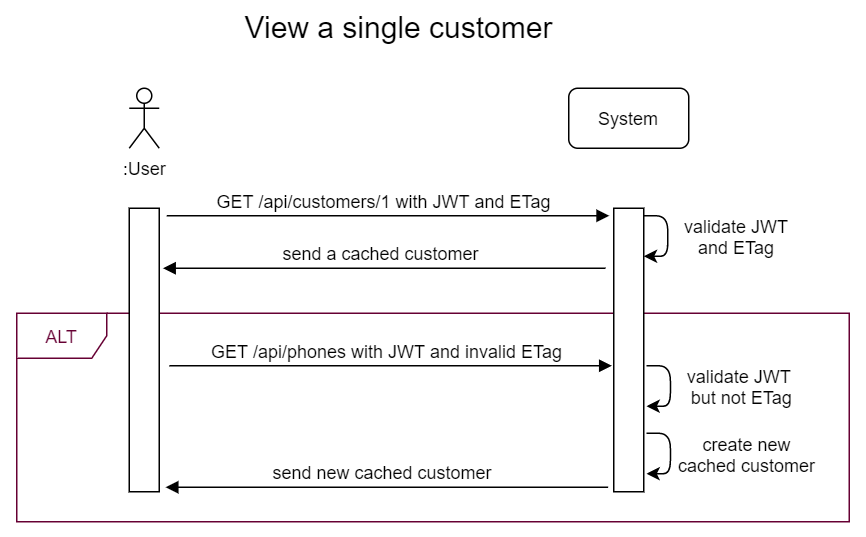 View a single customer
System
:User
GET /api/customers/1 with JWT and ETag
validate JWT
and ETag
send a cached customer
ALT
GET /api/phones with JWT and invalid ETag
validate JWT
but not ETag
create new
cached customer
send new cached customer